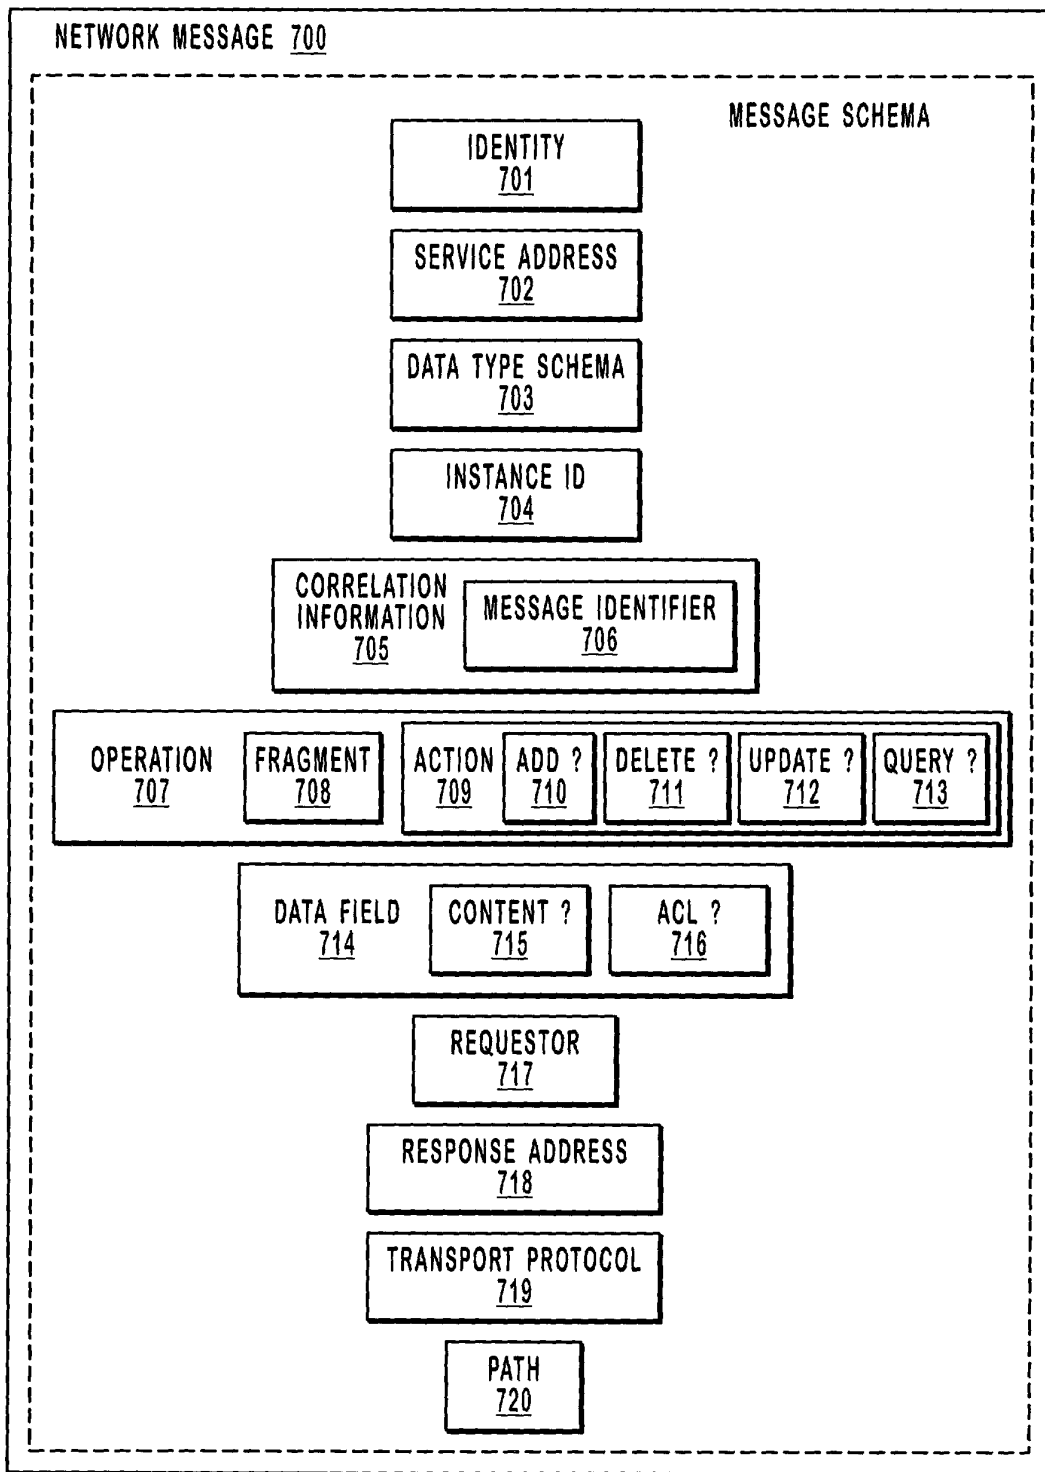 NETWORK MESSAGE 700
MESSAGE SCHEMA
IDENTITY
701
SERVICE ADDRESS
702
DATA TYPE SCHEMA
703
INSTANCE ID
704
CORRELATION
INFORMATION
705
MESSAGE IDENTIFIER
706
OPERATION
707
FRAGMENT
708
ACTION
709
ADD ?
710
DELETE ?
711
UPDATE ?
712
QUERY ?
713
DATA FIELD
714
CONTENT ?
715
ACL ?
716
REQUESTOR
717
RESPONSE ADDRESS
718
TRANSPORT PROTOCOL
719
PATH
720